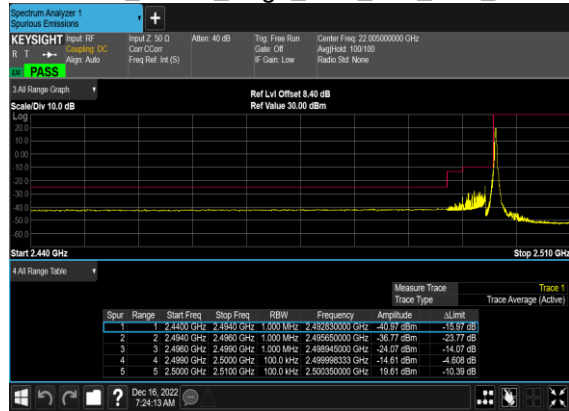 Spectrum Analyzer 1
Spurious Emissions
+
KEYSIGHT Input: RF Input Z: 50 Ω Atten: 40 dB Trig: Free Run Center Freq: 22.005000000 GHz
R T Coupling: DC Corr CCorr Gate: Off Avg|Hold: 100/100
Align: Auto Freq Ref: Int (S) IF Gain: Low Radio Std: None
PASS
3 All Range Graph
Ref Lvl Offset 8.40 dB
Scale/Div 10.0 dB Ref Value 30.00 dBm
Log
20.0
10.0
0.00
-10.0
-20.0
-30.0
-40.0
-50.0
-60.0
Start 2.440 GHz Stop 2.510 GHz
4 All Range Table
Measure Trace Trace 1
Trace Type Trace Average (Active)
Spur Range Start Freq Stop Freq RBW Frequency Amplitude ΔLimit
1 1 2.4400 GHz 2.4940 GHz 1.000 MHz 2.492830000 GHz -40.97 dBm -15.97 dB
2 2 2.4940 GHz 2.4960 GHz 1.000 MHz 2.495650000 GHz -36.77 dBm -23.77 dB
3 3 2.4960 GHz 2.4990 GHz 1.000 MHz 2.498945000 GHz -24.07 dBm -14.07 dB
4 4 2.4990 GHz 2.5000 GHz 100.0 kHz 2.499998333 GHz -14.61 dBm -4.608 dB
5 5 2.5000 GHz 2.5100 GHz 100.0 kHz 2.500350000 GHz 19.61 dBm -10.39 dB
? Dec 16, 2022
7:24:13 AM